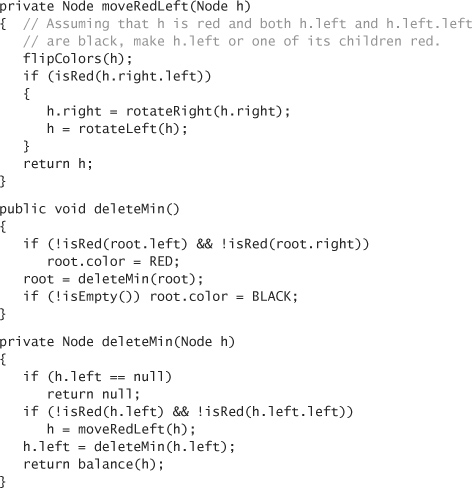 private Node moveRedLeft(Node h)
{  // Assuming that h is red and both h.left and h.left.left
   // are black, make h.left or one of its children red.
   flipColors(h);
   if (isRed(h.right.left))
   {
      h.right = rotateRight(h.right);
      h = rotateLeft(h);
   }
   return h;
}
public void deleteMin()
{
   if (!isRed(root.left) && !isRed(root.right))
      root.color = RED;
   root = deleteMin(root);
   if (!isEmpty()) root.color = BLACK;
}
private Node deleteMin(Node h)
{
   if (h.left == null)
      return null;
   if (!isRed(h.left) && !isRed(h.left.left))
      h = moveRedLeft(h);
   h.left = deleteMin(h.left);
   return balance(h);
}